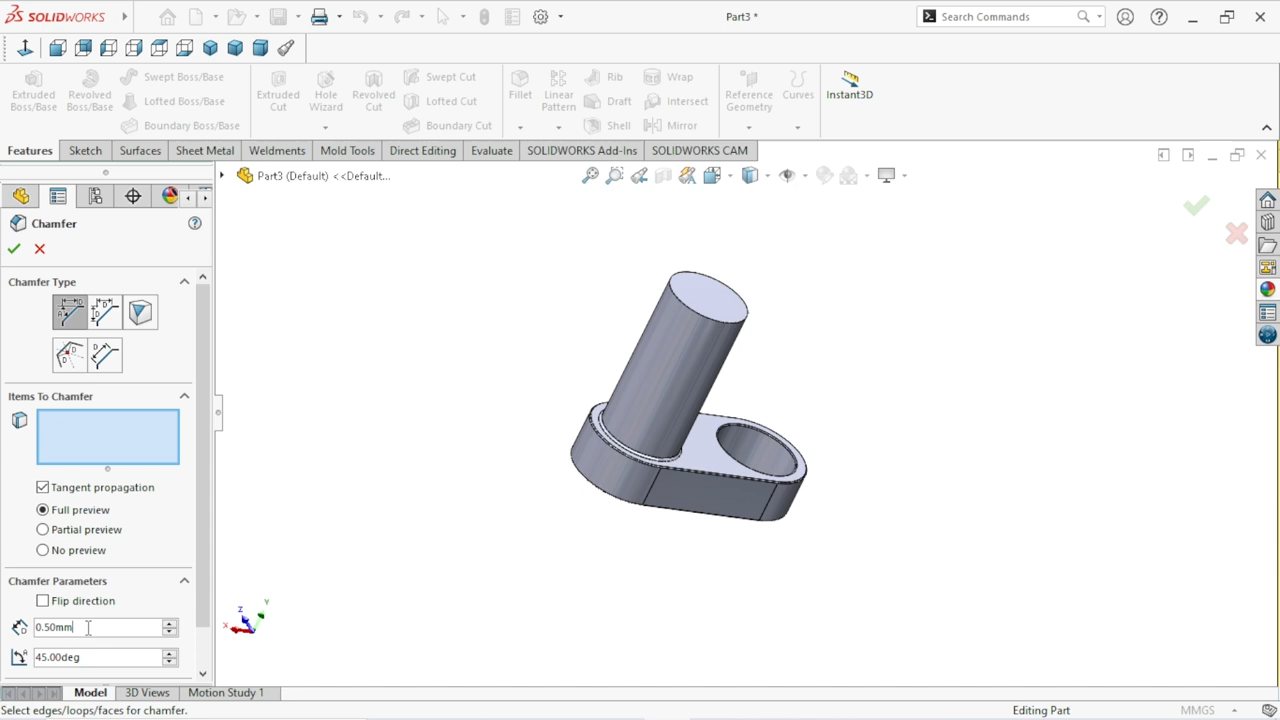 SOLIDWORKS
Part3 *
Search Commands
Extruded Boss/Base
Revolved Boss/Base
Swept Boss/Base
Lofted Boss/Base
Boundary Boss/Base
Extruded Cut
Hole Wizard
Revolved Cut
Swept Cut
Lofted Cut
Boundary Cut
Fillet
Linear Pattern
Rib
Draft
Shell
Wrap
Intersect
Mirror
Reference Geometry
Curves
Instant3D
Features Sketch Surfaces Sheet Metal Weldments Mold Tools Direct Editing Evaluate SOLIDWORKS Add-Ins SOLIDWORKS CAM
Part3 (Default) <<Default...
Chamfer
Chamfer Type
Items To Chamfer
Tangent propagation
Full preview
Partial preview
No preview
Chamfer Parameters
Flip direction
0.50mm
45.00deg
X
Y
Z
Model 3D Views Motion Study 1
Select edges/loops/faces for chamfer.
Editing Part
MMGS